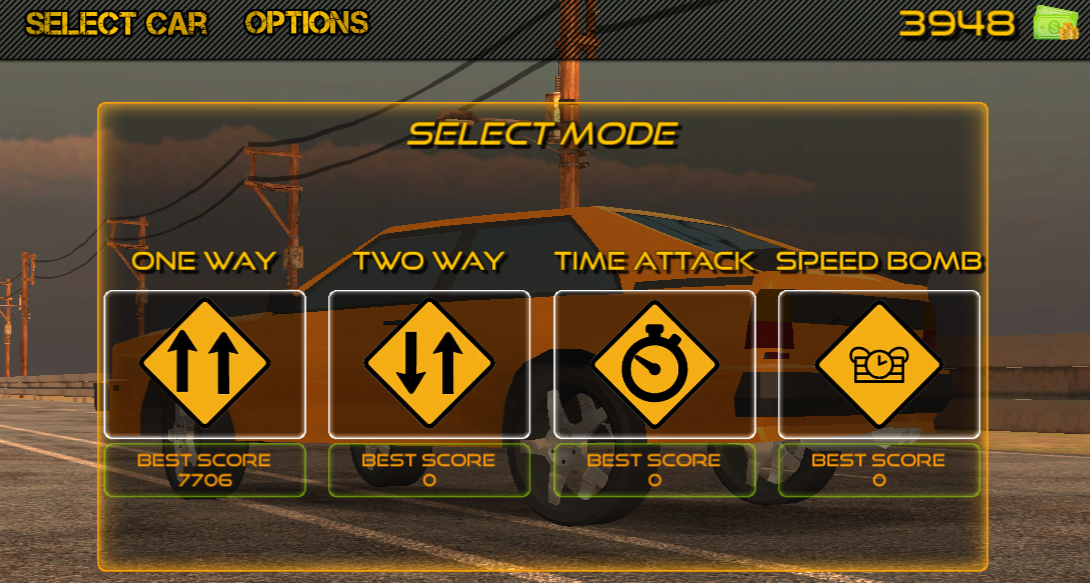 SELECT CAR OPTIONS 3948
SELECT MODE
ONE WAY TWO WAY TIME ATTACK SPEED BOMB
BEST SCORE BEST SCORE BEST SCORE BEST SCORE
7706 0 0 0